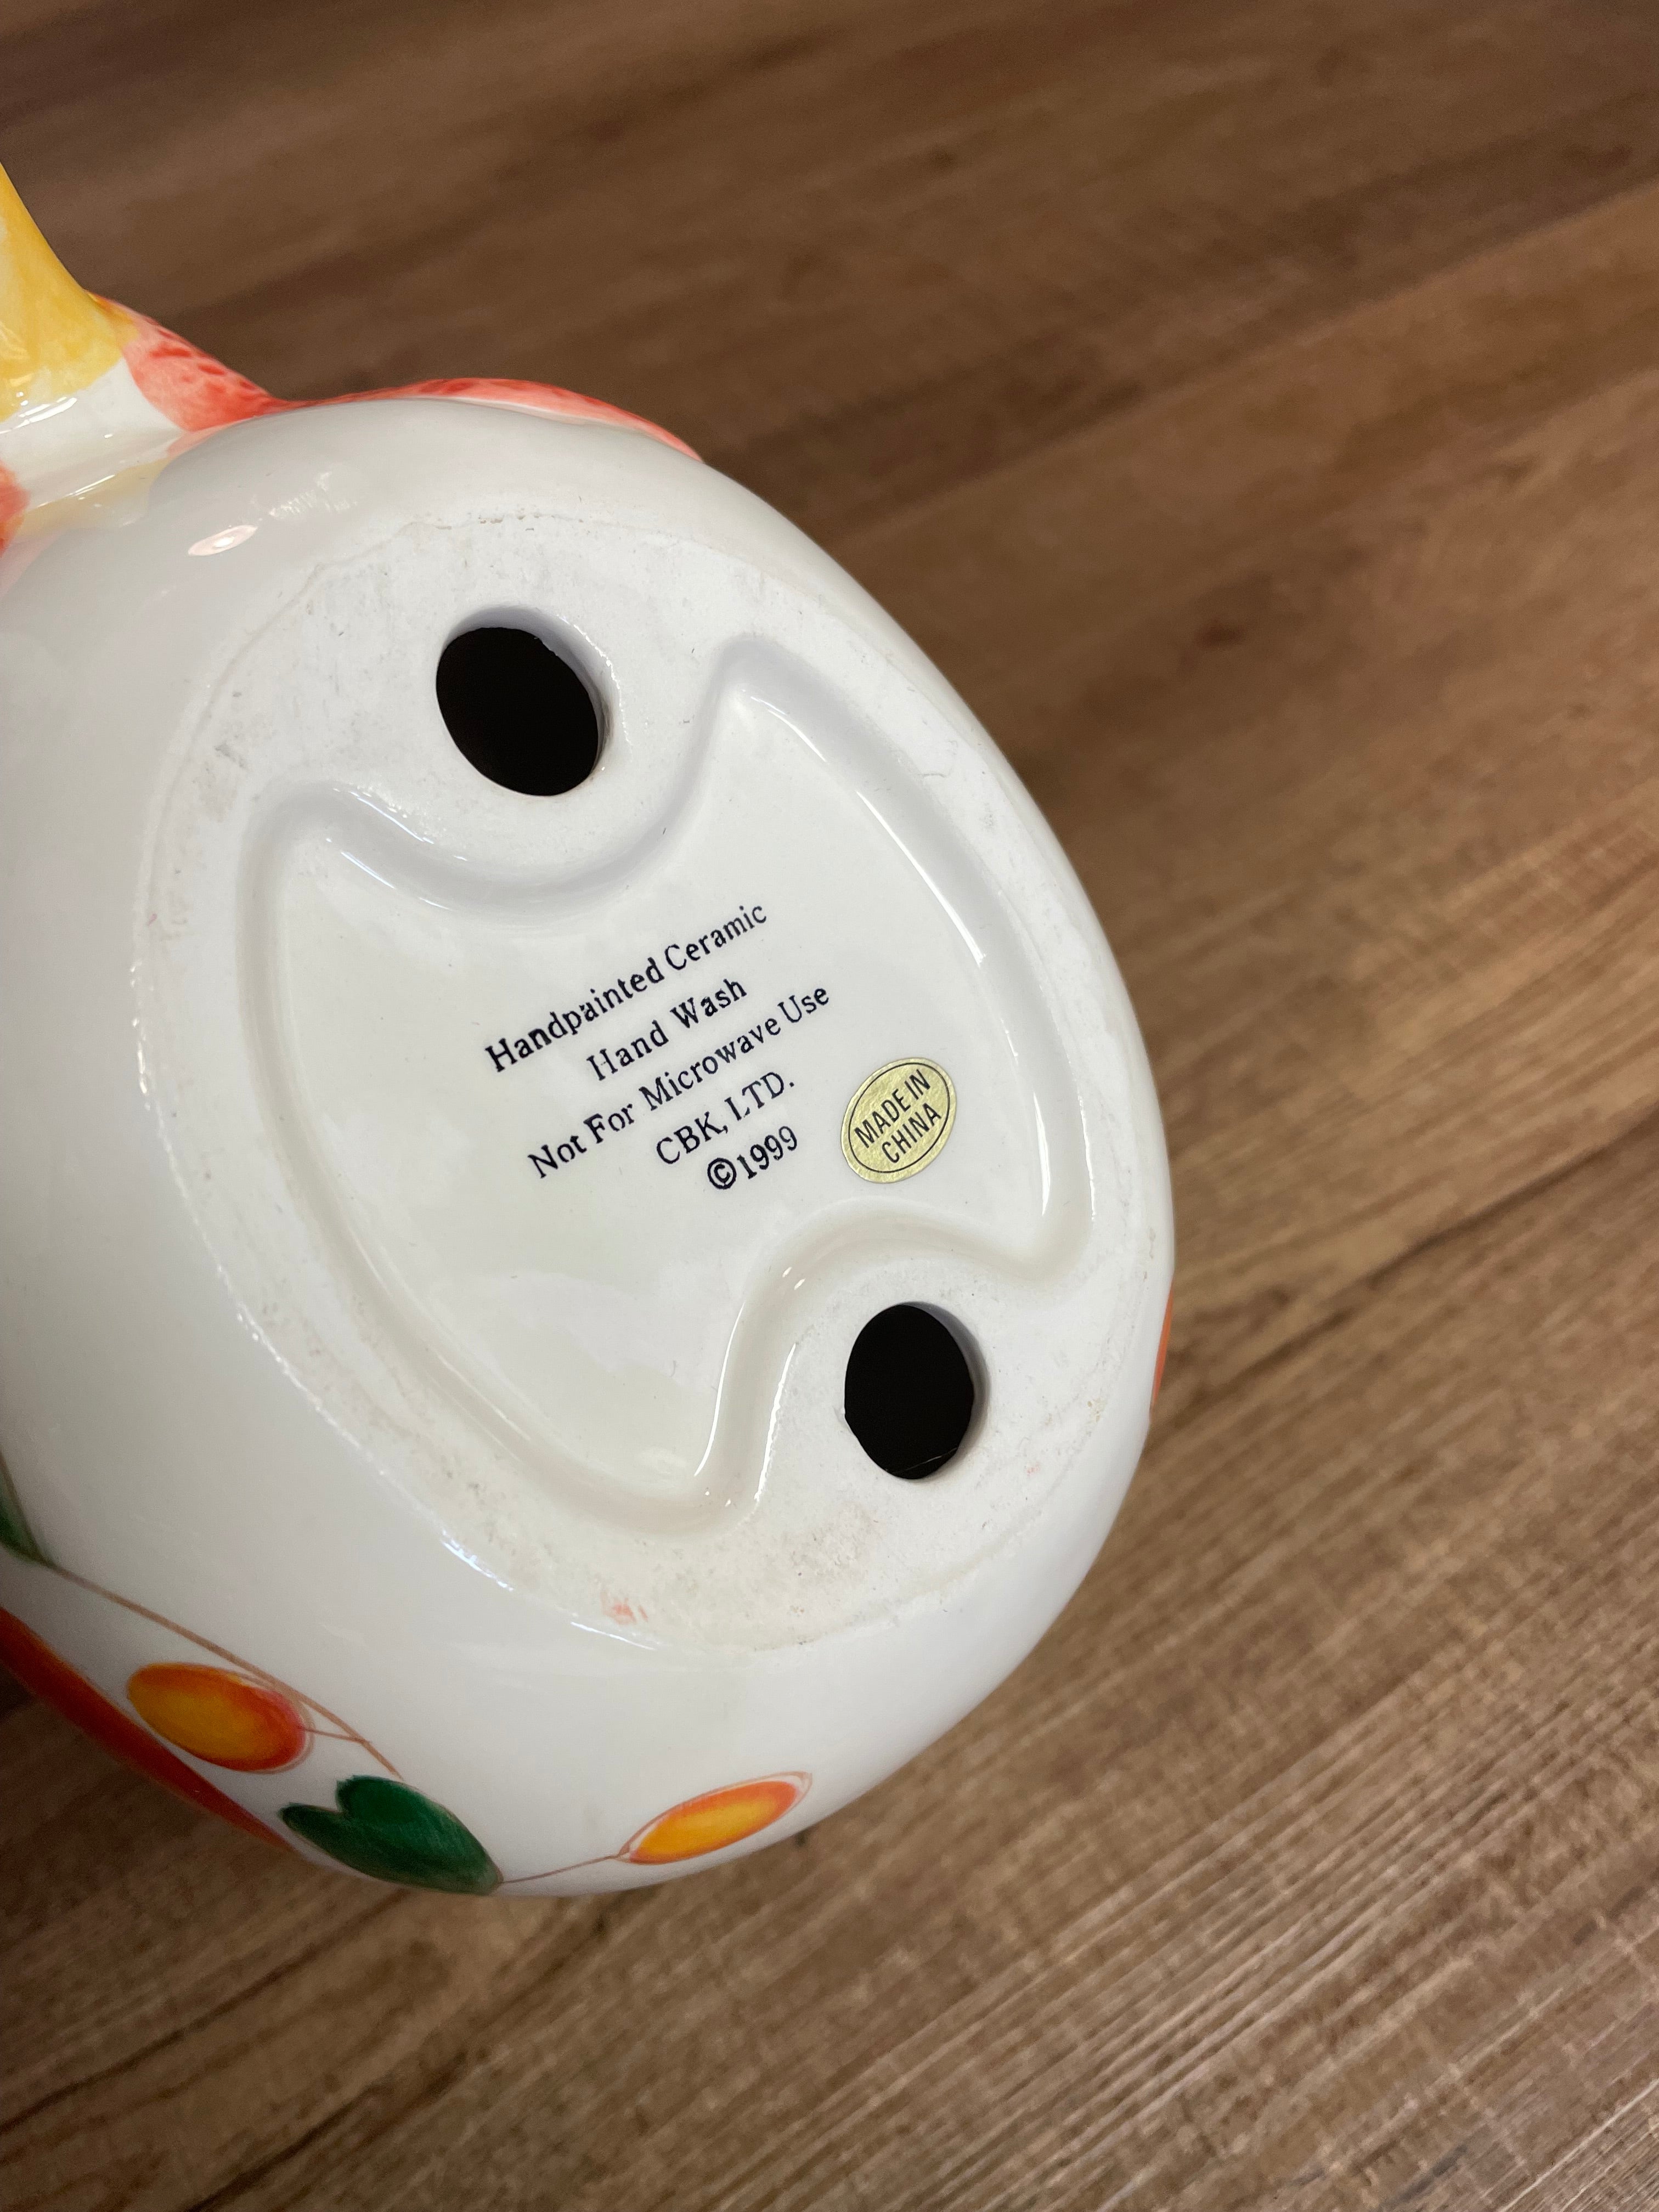 Handpainted Ceramic
Hand Wash
Not For Microwave Use
CBK, LTD.
©1999
MADE IN
CHINA